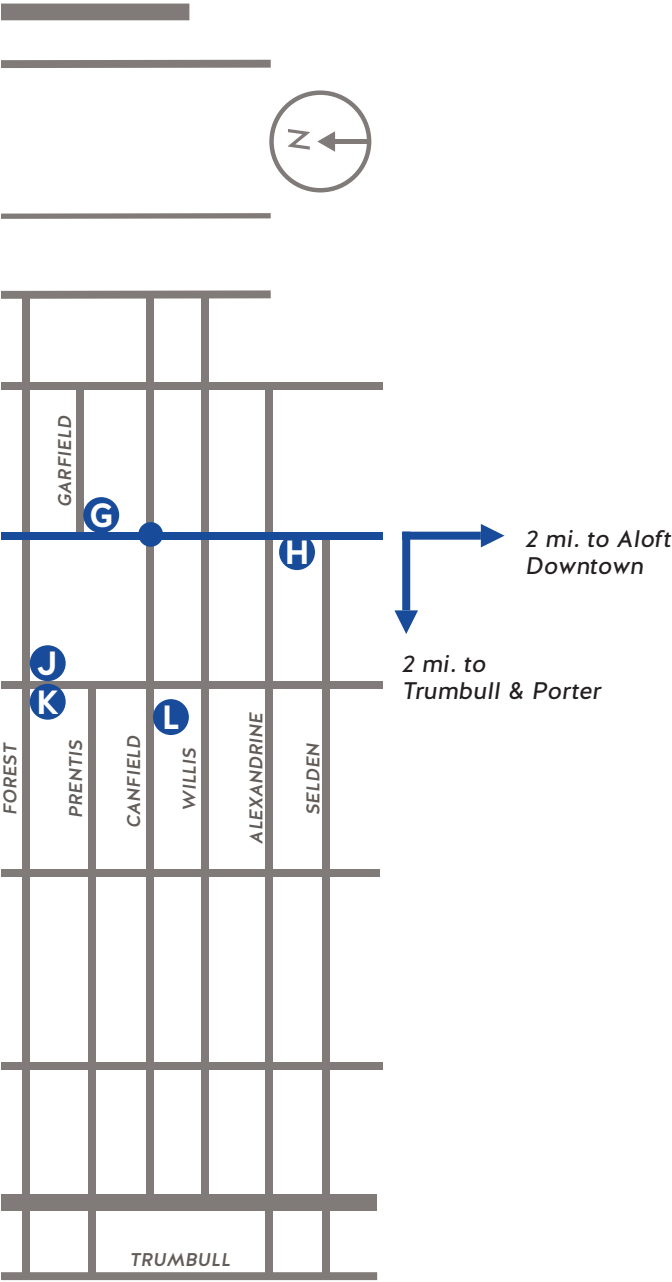 N
GARFIELD
G
H
2 mi. to Aloft
Downtown
J
K
2 mi. to
Trumbull & Porter
L
FOREST
PRENTIS
CANFIELD
WILLIS
ALEXANDRINE
SELDEN
TRUMBULL